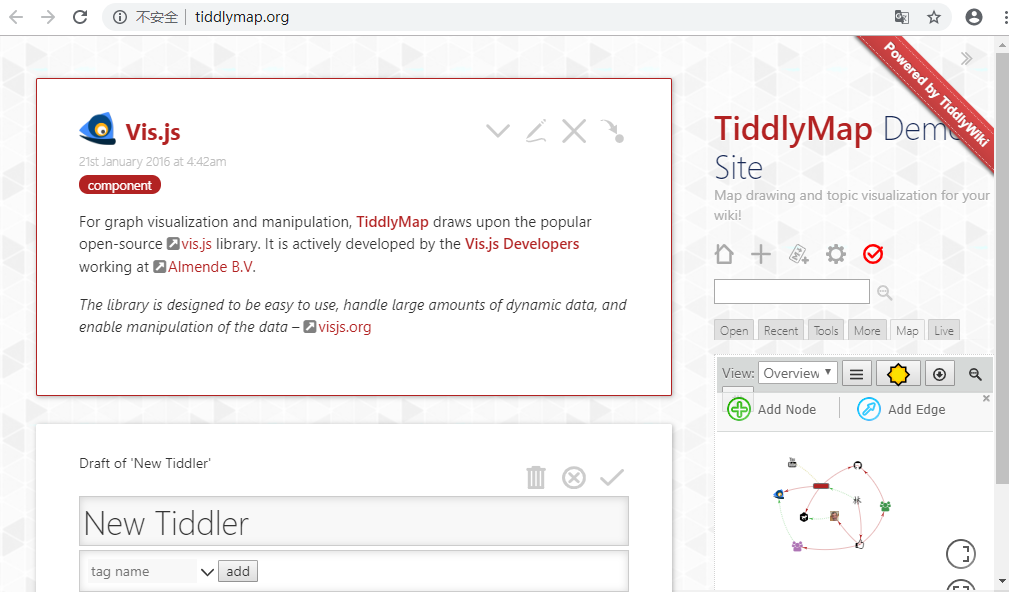 不安全 tiddlymap.org
Powered by TiddlyWiki
Vis.js
21st January 2016 at 4:42am
component
For graph visualization and manipulation, TiddlyMap draws upon the popular
open-source vis.js library. It is actively developed by the Vis.js Developers
working at Almende B.V.
The library is designed to be easy to use, handle large amounts of dynamic data, and
enable manipulation of the data – visjs.org
Draft of 'New Tiddler'
New Tiddler
tag name add
TiddlyMap Demo
Site
Map drawing and topic visualization for your
wiki!
Open Recent Tools More Map Live
View: Overview
Add Node Add Edge
林